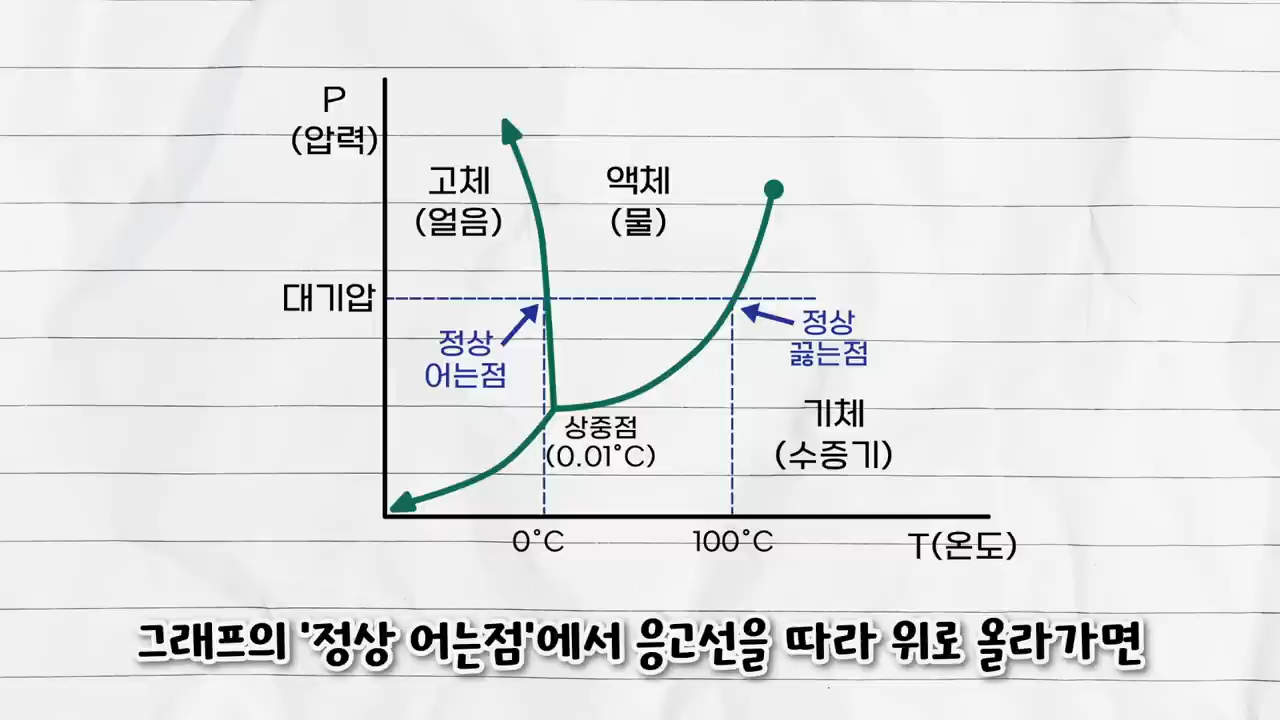 P
(압력)
고체
(얼음)
액체
(물)
대기압
정상
어는점
정상
끓는점
상중점
(0.01°C)
기체
(수증기)
0°C
100°C
T(온도)
그래프의 '정상 어는점'에서 응고선을 따라 위로 올라가면